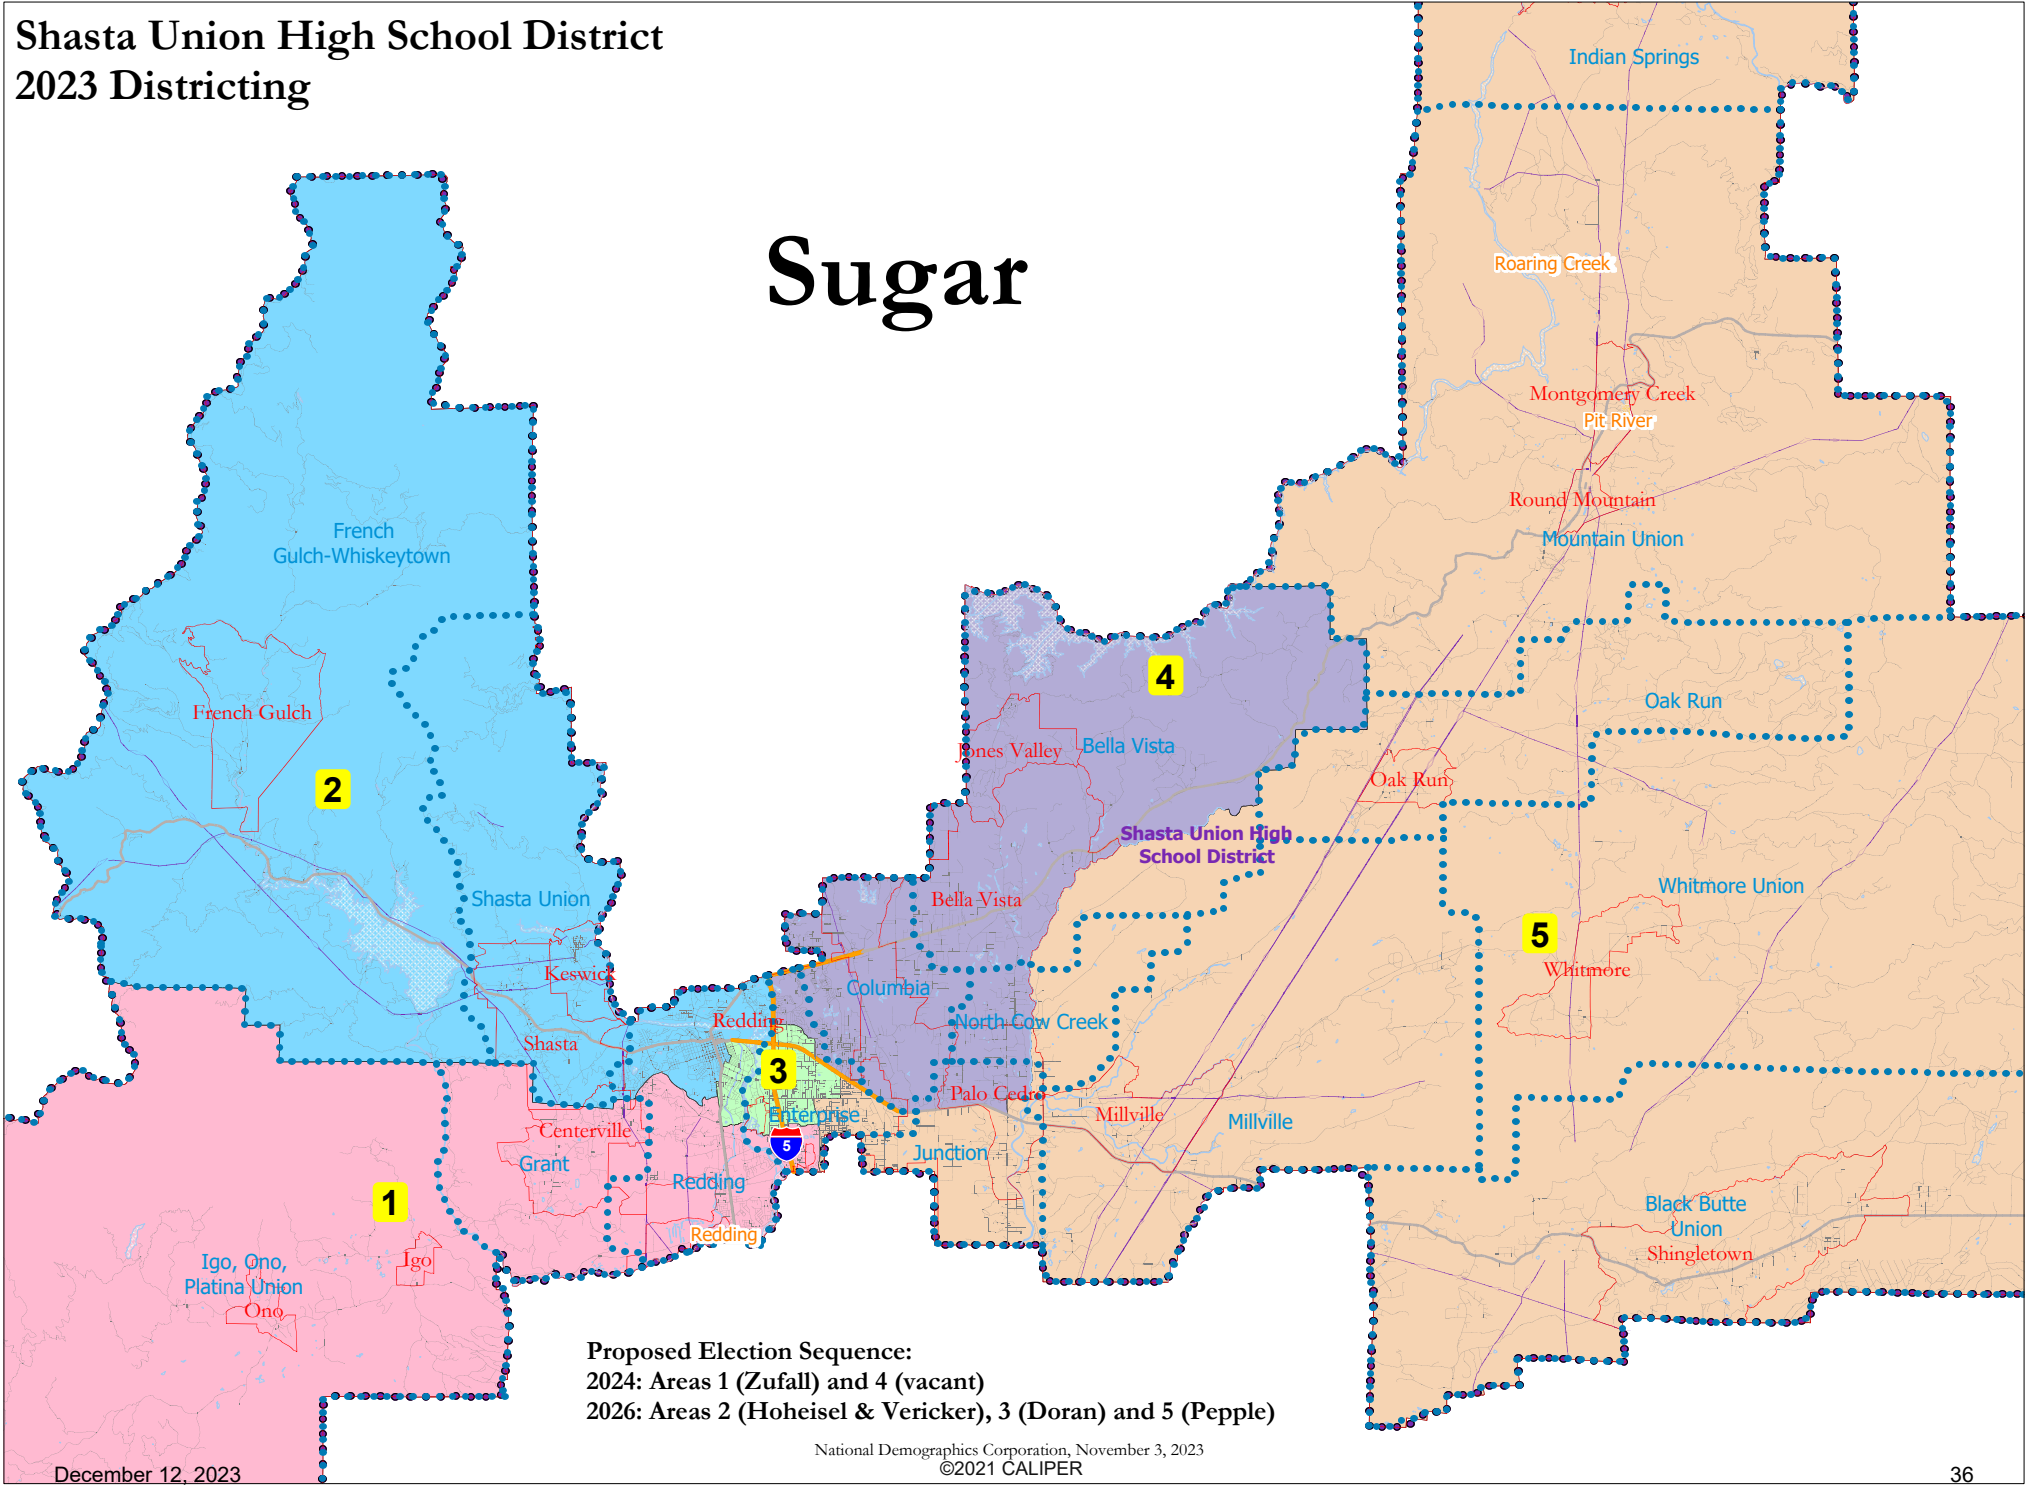 Shasta Union High School District
2023 Districting
Indian Springs
Sugar
Roaring Creek
Montgomery Creek
Pit River
Round Mountain
Mountain Union
French
Gulch-Whiskeytown
4
Oak Run
French Gulch
Jones Valley
Bella Vista
2
Oak Run
Shasta Union High
School District
Shasta Union
Bella Vista
Whitmore Union
5
Whitmore
Keswick
Columbia
Redding
North Cow Creek
Shasta
3
Palo Cedro
Enterprise
Millville
Millville
Centerville
5
Junction
Grant
Redding
1
Redding
Black Butte
Union
Shingletown
Igo, Ono,
Platina Union
Igo
Ono
Proposed Election Sequence:
2024: Areas 1 (Zufall) and 4 (vacant)
2026: Areas 2 (Hoheisel & Vericker), 3 (Doran) and 5 (Pepple)
National Demographics Corporation, November 3, 2023
©2021 CALIPER
December 12, 2023
36